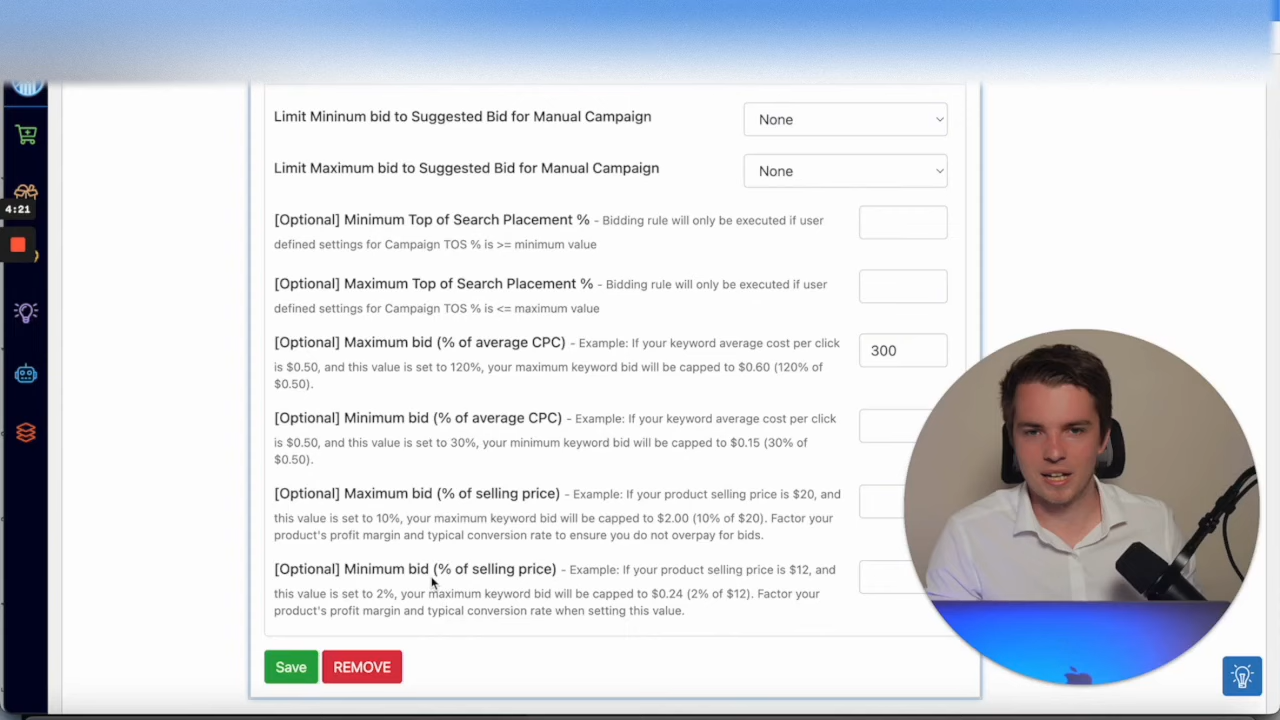 Limit Mininum bid to Suggested Bid for Manual Campaign
None
Limit Maximum bid to Suggested Bid for Manual Campaign
None
4:21
[Optional] Minimum Top of Search Placement % - Bidding rule will only be executed if user
defined settings for Campaign TOS % is >= minimum value
[Optional] Maximum Top of Search Placement % - Bidding rule will only be executed if user
defined settings for Campaign TOS % is <= maximum value
[Optional] Maximum bid (% of average CPC) - Example: If your keyword average cost per click
is $0.50, and this value is set to 120%, your maximum keyword bid will be capped to $0.60 (120% of
$0.50).
300
[Optional] Minimum bid (% of average CPC) - Example: If your keyword average cost per click
is $0.50, and this value is set to 30%, your minimum keyword bid will be capped to $0.15 (30% of
$0.50).
[Optional] Maximum bid (% of selling price) - Example: If your product selling price is $20, and
this value is set to 10%, your maximum keyword bid will be capped to $2.00 (10% of $20). Factor your
product's profit margin and typical conversion rate to ensure you do not overpay for bids.
[Optional] Minimum bid (% of selling price) - Example: If your product selling price is $12, and
this value is set to 2%, your maximum keyword bid will be capped to $0.24 (2% of $12). Factor your
product's profit margin and typical conversion rate when setting this value.
Save
REMOVE